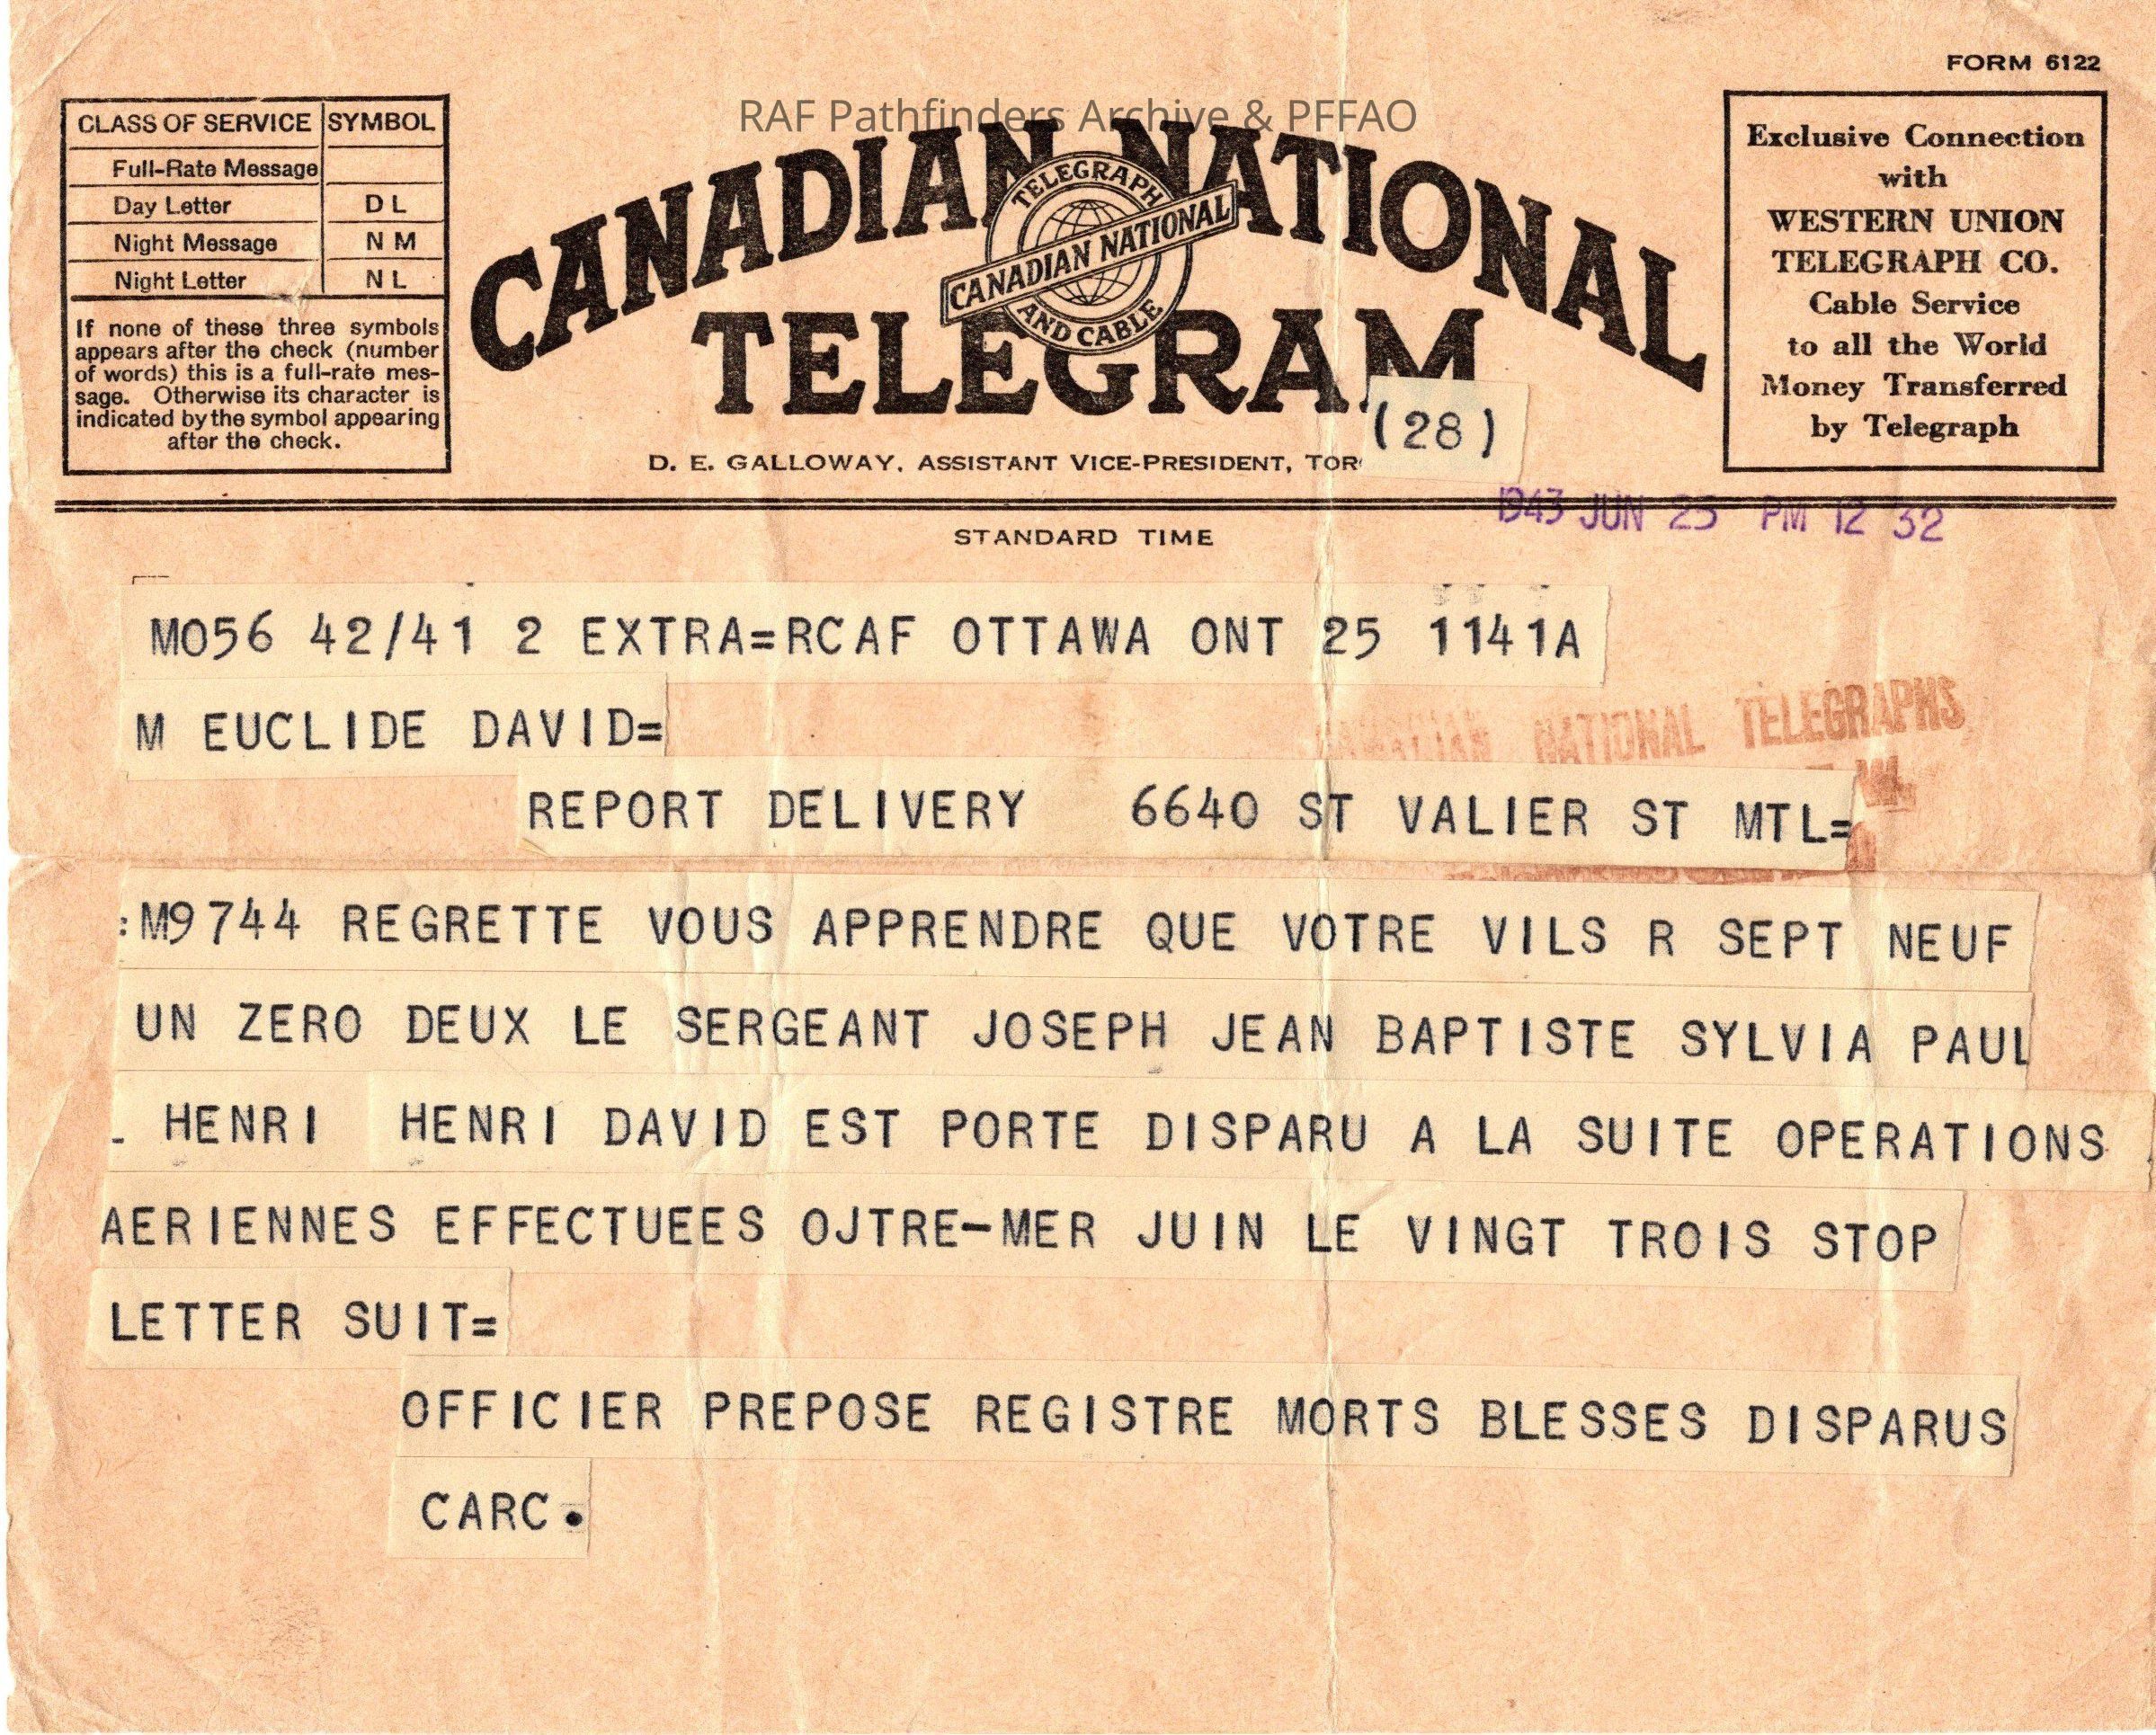 FORM 6122
RAF Pathfinders Archive & PFFAO
CLASS OF SERVICE SYMBOL
Full-Rate Message
Day Letter D L
Night Message N M
Night Letter N L
If none of these three symbols
appears after the check (number
of words) this is a full-rate mes-
sage. Otherwise its character is
indicated by the symbol appearing
after the check.
CANADIAN NATIONAL
TELEGRAPH
CANADIAN NATIONAL
AND CABLE
TELEGRAM
(28)
D. E. GALLOWAY, ASSISTANT VICE-PRESIDENT,
Exclusive Connection
with
WESTERN UNION
TELEGRAPH CO.
Cable Service
to all the World
Money Transferred
by Telegraph
1943 JUN 25 PM 12 32
STANDARD TIME
M056 42/41 2 EXTRA=RCAF OTTAWA ONT 25 1141A
M EUCLIDE DAVID=
NATIONAL TELEGRAPHS
REPORT DELIVERY 6640 ST VALIER ST MTL=
:M9744 REGRETTE VOUS APPRENDRE QUE VOTRE VILS R SEPT NEUF
UN ZERO DEUX LE SERGEANT JOSEPH JEAN BAPTISTE SYLVIA PAUL
- HENRI HENRI DAVID EST PORTE DISPARU A LA SUITE OPERATIONS
AERIENNES EFFECTUEES OJTRE-MER JUIN LE VINGT TROIS STOP
LETTER SUIT=
OFFICIER PREPOSE REGISTRE MORTS BLESSES DISPARUS
CARC.